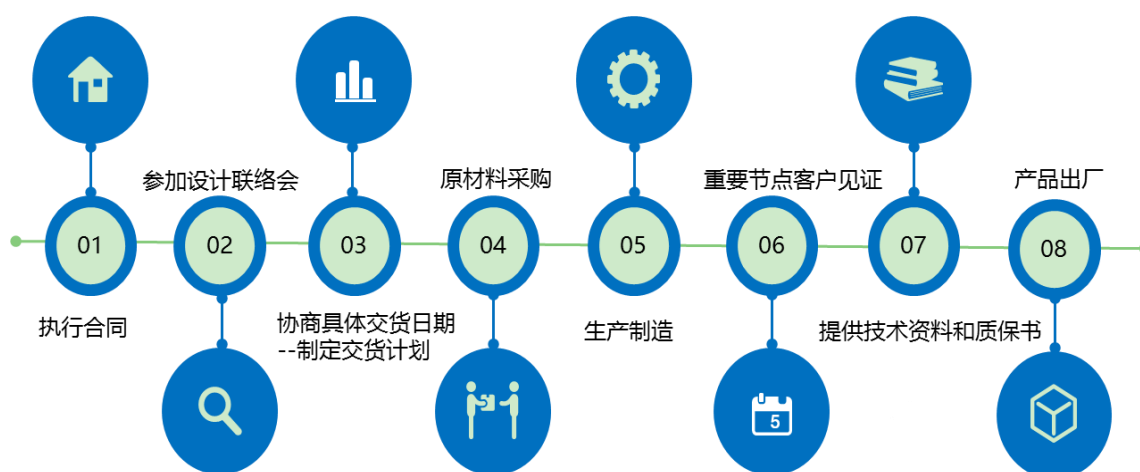 参加设计联络会
原材料采购
重要节点客户见证
产品出厂
01
02
03
04
05
06
07
08
执行合同
协商具体交货日期
--制定交货计划
生产制造
提供技术资料和质保书
5